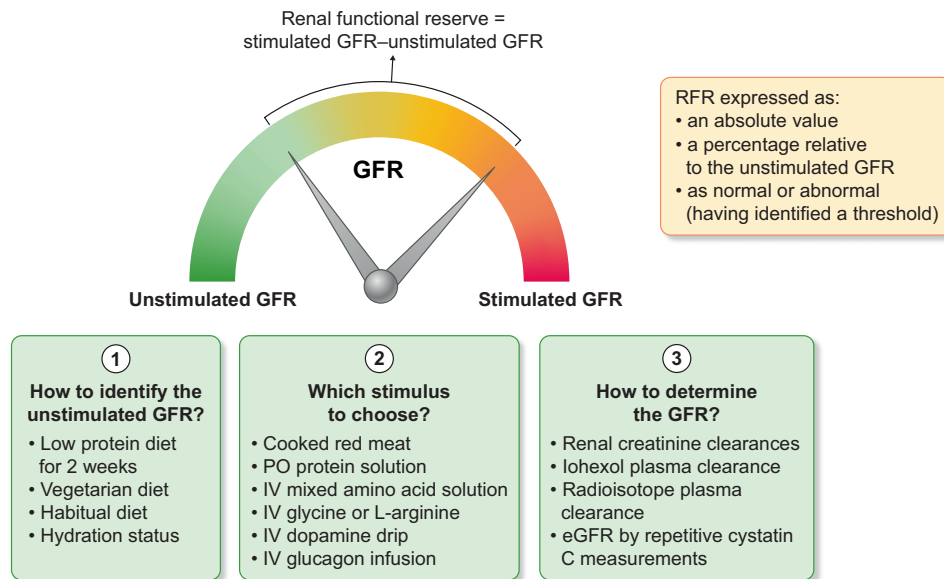 Renal functional reserve =
stimulated GFR–unstimulated GFR
GFR
Unstimulated GFR
Stimulated GFR
RFR expressed as:
• an absolute value
• a percentage relative
to the unstimulated GFR
• as normal or abnormal
(having identified a threshold)
1
How to identify the
unstimulated GFR?
• Low protein diet
for 2 weeks
• Vegetarian diet
• Habitual diet
• Hydration status
2
Which stimulus
to choose?
• Cooked red meat
• PO protein solution
• IV mixed amino acid solution
• IV glycine or L-arginine
• IV dopamine drip
• IV glucagon infusion
3
How to determine
the GFR?
• Renal creatinine clearances
• Iohexol plasma clearance
• Radioisotope plasma
clearance
• eGFR by repetitive cystatin
C measurements